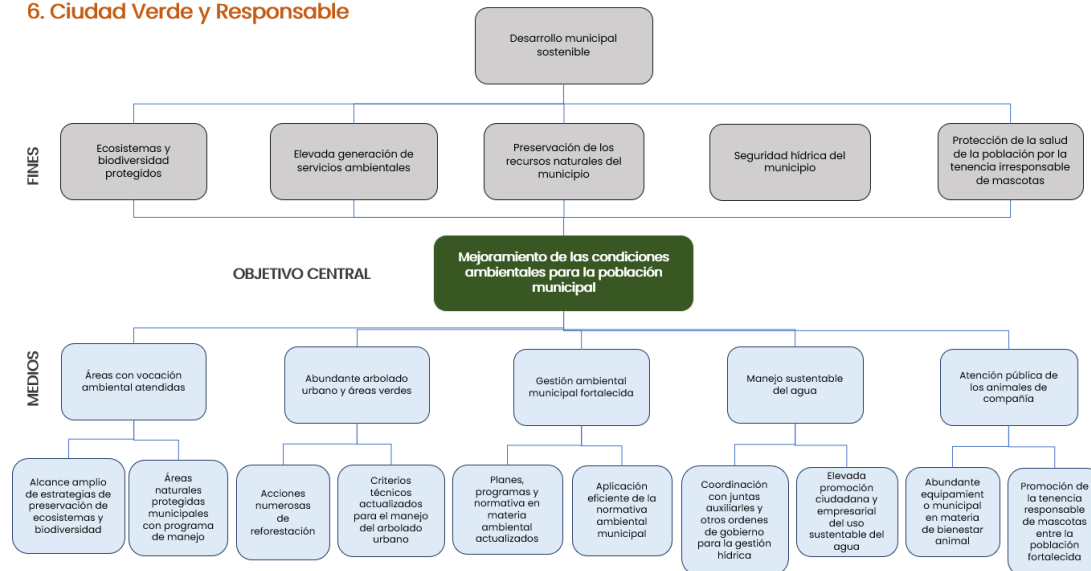 6. Ciudad Verde y Responsable
Desarrollo municipal
sostenible
FINES
Ecosistemas y
biodiversidad
protegidos
Elevada generación de
servicios ambientales
Preservación de los
recursos naturales del
municipio
Seguridad hídrica del
municipio
Protección de la salud
de la población por la
tenencia irresponsable
de mascotas
OBJETIVO CENTRAL
Mejoramiento de las condiciones
ambientales para la población
municipal
MEDIOS
Áreas con vocación
ambiental atendidas
Abundante arbolado
urbano y áreas verdes
Gestión ambiental
municipal fortalecida
Manejo sustentable
del agua
Atención pública de
los animales de
compañía
Alcance amplio
de estrategias de
preservación de
ecosistemas y
biodiversidad
Áreas
naturales
protegidas
municipales
con programa
de manejo
Acciones
numerosas
de
reforestación
Criterios
técnicos
actualizados
para el manejo
del arbolado
urbano
Planes,
programas y
normativa en
materia
ambiental
actualizados
Aplicación
eficiente de la
normativa
ambiental
municipal
Coordinación
con juntas
auxiliarles y
otros ordenes
de gobierno
para la gestión
hídrica
Elevada
promoción
ciudadana y
empresarial
del uso
sustentable del
agua
Abundante
equipamient
o municipal
en materia
de bienestar
animal
Promoción de
la tenencia
responsable
de mascotas
entre la
población
fortalecida